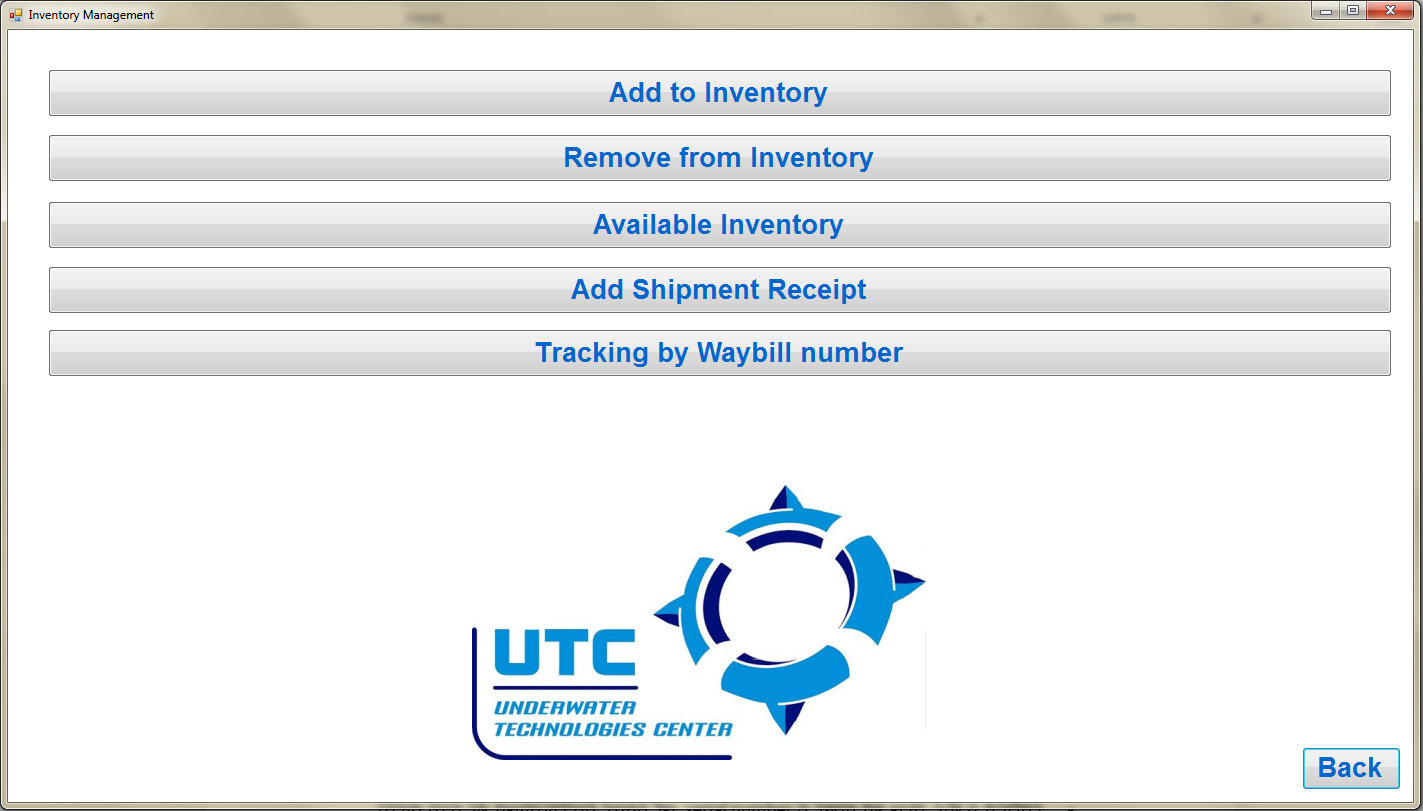 Inventory Management
Add to Inventory
Remove from Inventory
Available Inventory
Add Shipment Receipt
Tracking by Waybill number
UTC
UNDERWATER
TECHNOLOGIES CENTER
Back